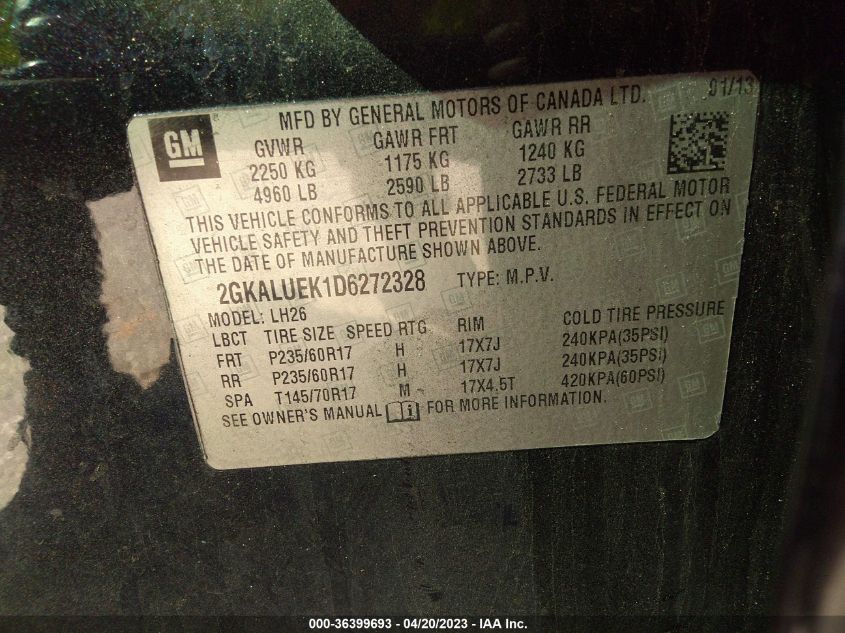 MFD BY GENERAL MOTORS OF CANADA LTD. 01/13
GM
GVWR GAWR FRT GAWR RR
2250 KG 1175 KG 1240 KG
4960 LB 2590 LB 2733 LB
THIS VEHICLE CONFORMS TO ALL APPLICABLE U.S. FEDERAL MOTOR
VEHICLE SAFETY AND THEFT PREVENTION STANDARDS IN EFFECT ON
THE DATE OF MANUFACTURE SHOWN ABOVE.
2GKALUEK1D6272328 TYPE: M.P.V.
MODEL: LH26
LBCT TIRE SIZE SPEED RTG RIM COLD TIRE PRESSURE
FRT P235/60R17 H 17X7J 240KPA(35PSI)
RR P235/60R17 H 17X7J 240KPA(35PSI)
SPA T145/70R17 M 17X4.5T 420KPA(60PSI)
SEE OWNER'S MANUAL FOR MORE INFORMATION.
000-36399693 - 04/20/2023 - IAA Inc.